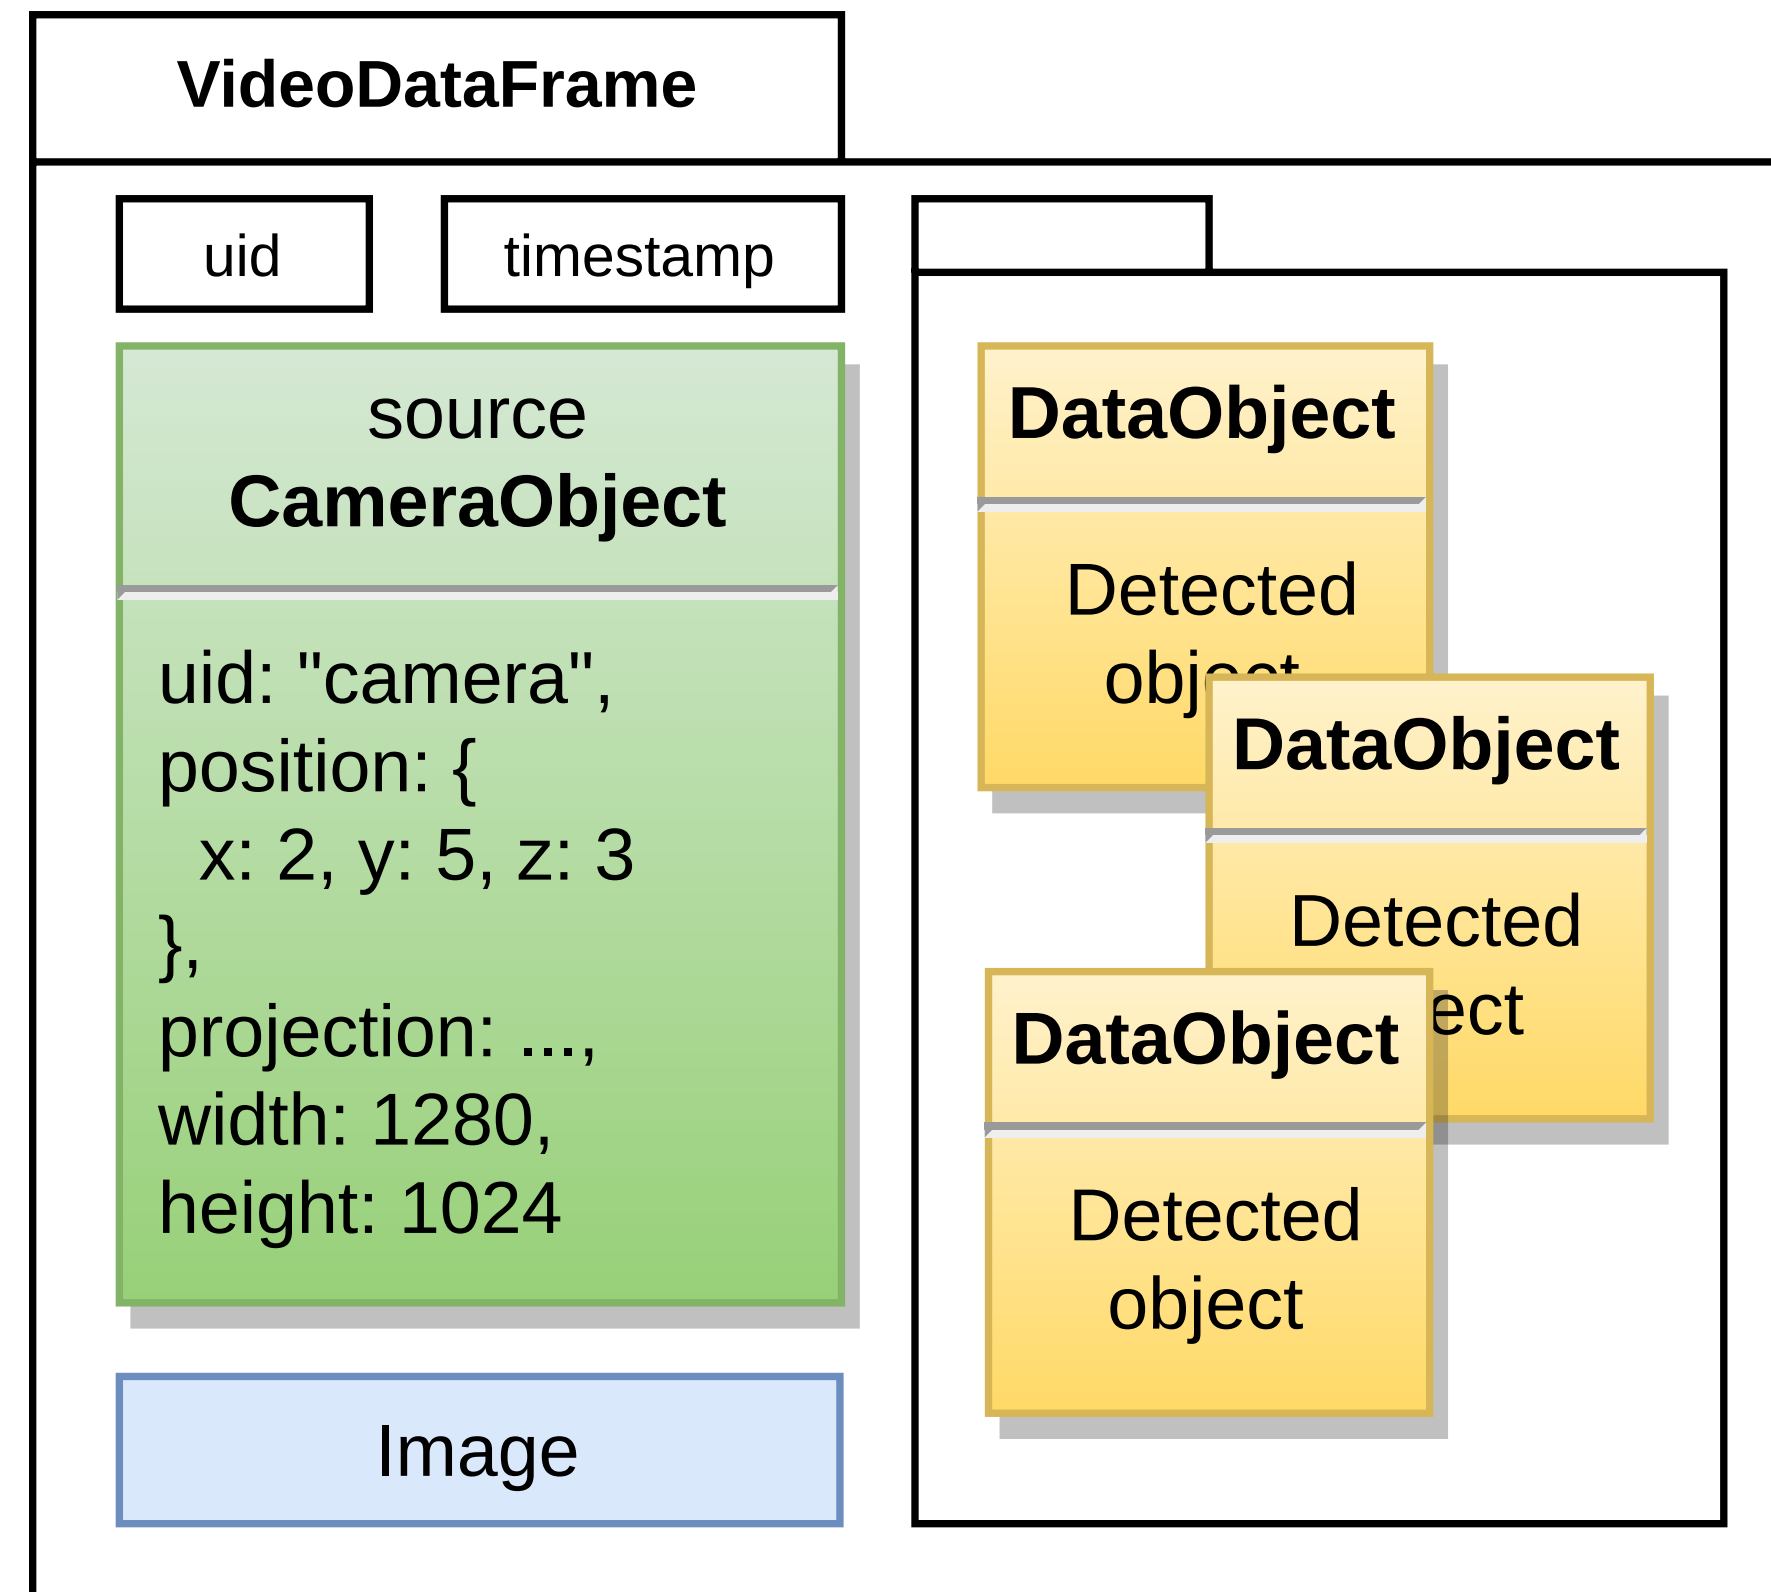 VideoDataFrame
uid
timestamp
source
CameraObject
uid: "camera",
position: {
x: 2, y: 5, z: 3
},
projection: ...,
width: 1280,
height: 1024
Image
DataObject
Detected
object
DataObject
Detected
DataObject
Detected
object